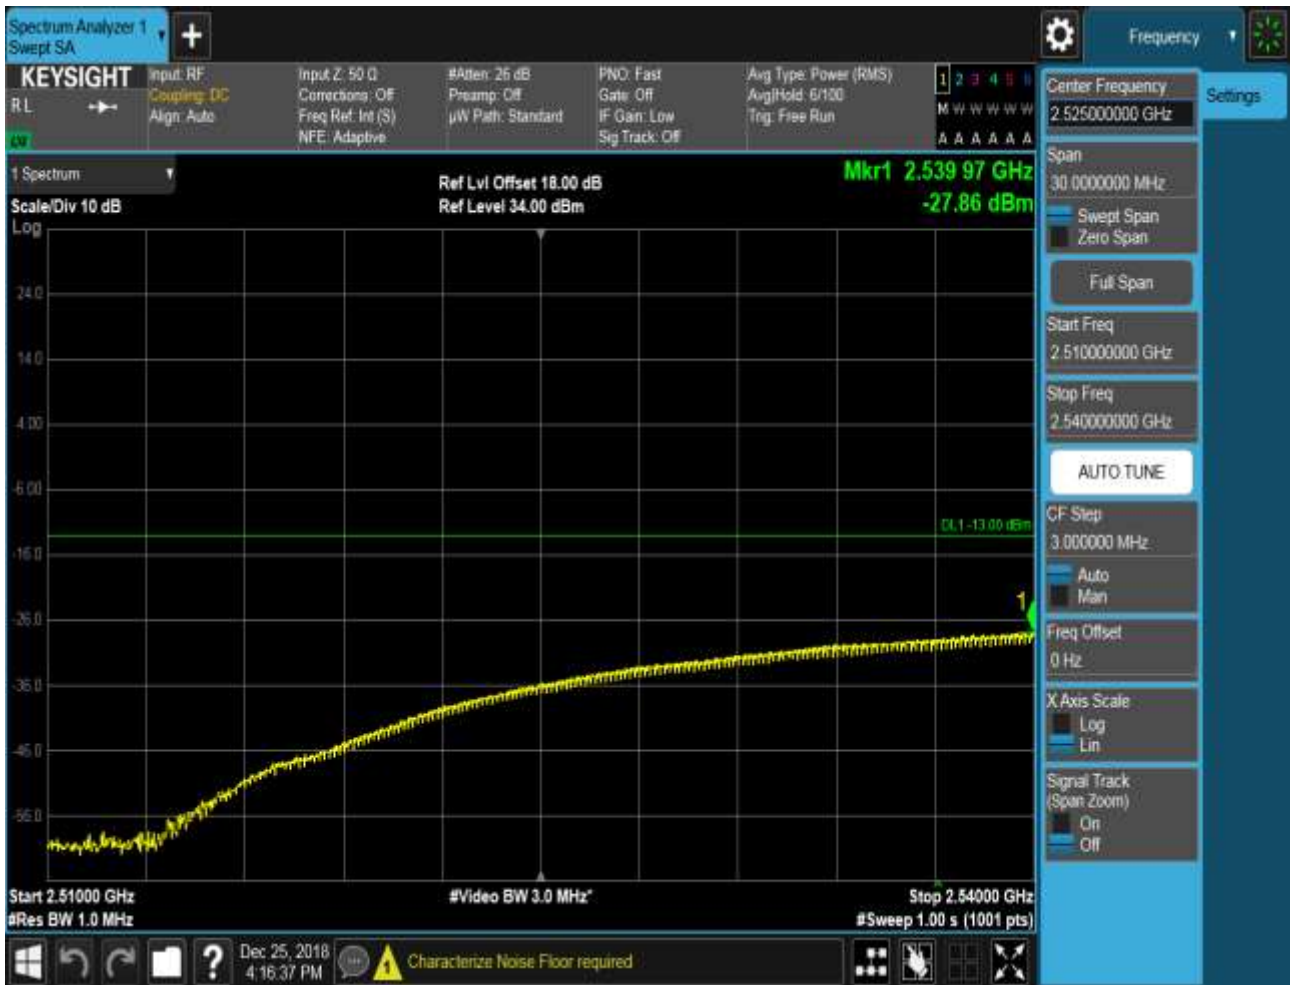 Spectrum Analyzer 1
Swept SA
Frequency
KEYSIGHT
RL
Input: RF
Coupling: DC
Align: Auto
Input Z: 50 Ω
Corrections: Off
Freq Ref: Int (S)
NFE: Adaptive
#Atten: 26 dB
Preamp: Off
µW Path: Standard
PNO: Fast
Gate: Off
IF Gain: Low
Sig Track: Off
Avg Type: Power (RMS)
Avg|Hold: 6/100
Trig: Free Run
1 2 3 4 5 6
M W W W W W
A A A A A A
1 Spectrum
Scale/Div 10 dB
Log
Ref Lvl Offset 18.00 dB
Ref Level 34.00 dBm
Mkr1 2.539 97 GHz
-27.86 dBm
24.0
14.0
4.00
-6.00
-16.0
-26.0
-36.0
-46.0
-56.0
DL1 -13.00 dBm
1
Start 2.51000 GHz
#Res BW 1.0 MHz
#Video BW 3.0 MHz*
Stop 2.54000 GHz
#Sweep 1.00 s (1001 pts)
Center Frequency
2.525000000 GHz
Settings
Span
30.0000000 MHz
Swept Span
Zero Span
Full Span
Start Freq
2.510000000 GHz
Stop Freq
2.540000000 GHz
AUTO TUNE
CF Step
3.000000 MHz
Auto
Man
Freq Offset
0 Hz
X Axis Scale
Log
Lin
Signal Track
(Span Zoom)
On
Off
?
Dec 25, 2018
4:16:37 PM
1
Characterize Noise Floor required